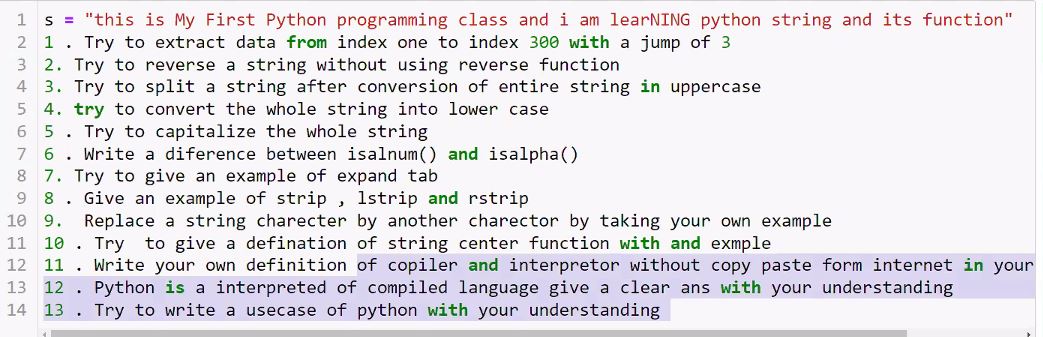 1 s = "this is My First Python programming class and i am learNING python string and its function"
2 1 . Try to extract data from index one to index 300 with a jump of 3
3 2. Try to reverse a string without using reverse function
4 3. Try to split a string after conversion of entire string in uppercase
5 4. try to convert the whole string into lower case
6 5 . Try to capitalize the whole string
7 6 . Write a diference between isalnum() and isalpha()
8 7. Try to give an example of expand tab
9 8 . Give an example of strip , lstrip and rstrip
10 9.  Replace a string charecter by another charector by taking your own example
11 10 . Try  to give a defination of string center function with and exmple
12 11 . Write your own definition of copiler and interpretor without copy paste form internet in your
13 12 . Python is a interpreted of compiled language give a clear ans with your understanding
14 13 . Try to write a usecase of python with your understanding